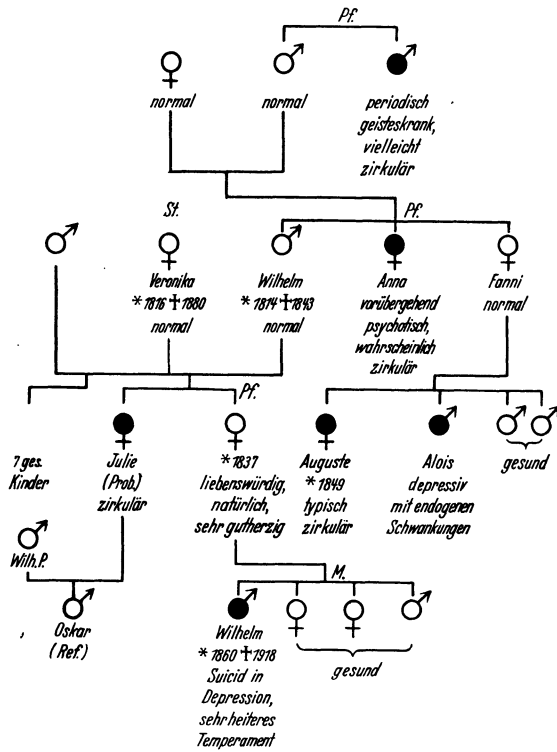 Pf.
normal
normal
periodisch
geisteskrank,
vielleicht
zirkulär
St.
Pf.
Veronika
*1816 ✝1880
normal
Wilhelm
*1814 ✝1843
normal
Anna
vorübergehend
psychotisch,
wahrscheinlich
zirkulär
Fanni
normal
Pf.
7 ges.
Kinder
Julie
(Prob.)
zirkulär
*1837
liebenswürdig,
natürlich,
sehr gutherzig
Auguste
*1849
typisch
zirkulär
Alois
depressiv
mit endogenen
Schwankungen
gesund
Wilh.P.
Oskar
(Ref.)
M.
Wilhelm
*1860 ✝1918
Suicid in
Depression,
sehr heiteres
Temperament
gesund